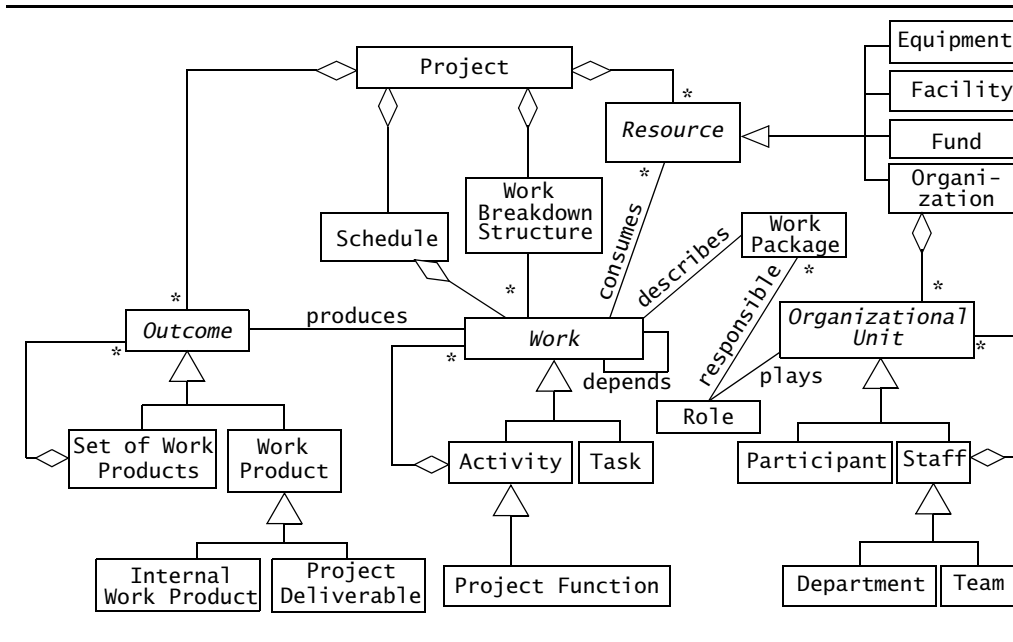 Project
Equipment
Facility
Fund
Organi-
zation
*
Resource
*
Work
Breakdown
Structure
Schedule
consumes
describes
Work
Package
*
responsible
*
*
*
Outcome
*
produces
Work
*
depends
plays
Organizational
Unit
*
Role
Set of Work
Products
Work
Product
Activity
Task
Participant
Staff
Internal
Work Product
Project
Deliverable
Project Function
Department
Team